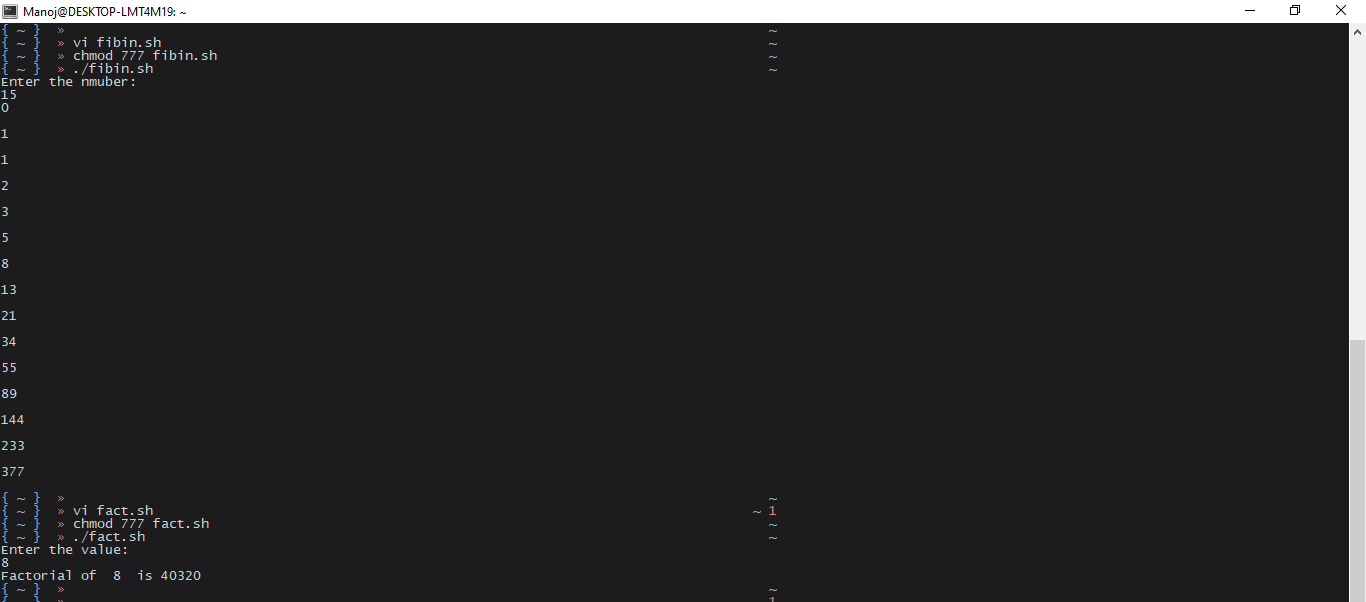 Manoj@DESKTOP-LMT4M19: ~
{ ~ } » ~
{ ~ } » vi fibin.sh ~
{ ~ } » chmod 777 fibin.sh ~
{ ~ } » ./fibin.sh ~
Enter the nmuber:
15
0
1
1
2
3
5
8
13
21
34
55
89
144
233
377
{ ~ } » ~
{ ~ } » vi fact.sh ~ 1
{ ~ } » chmod 777 fact.sh ~
{ ~ } » ./fact.sh ~
Enter the value:
8
Factorial of  8  is 40320
{ ~ } » ~
{ ~ } » 1